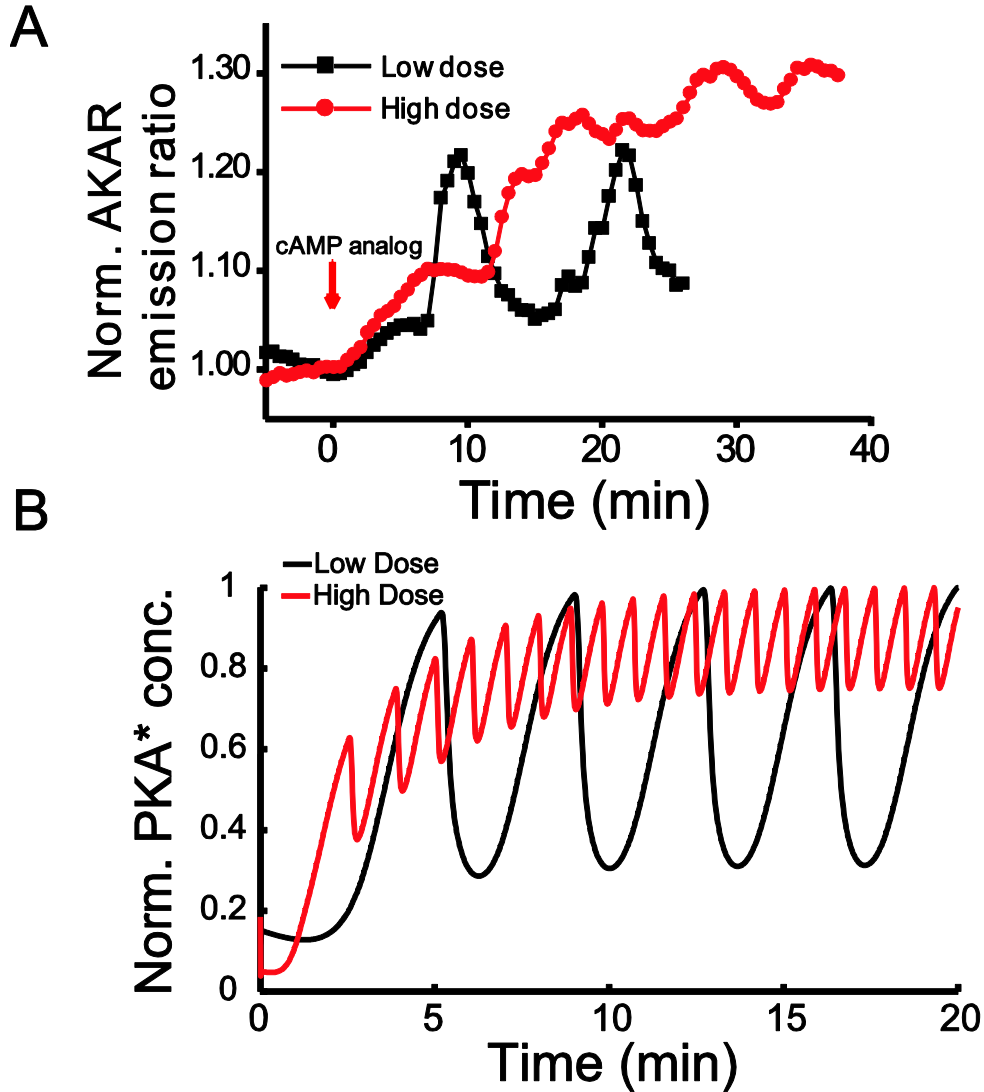 A
Norm. AKAR
emission ratio
1.30
1.20
1.10
1.00
Low dose
High dose
cAMP analog
0
10
20
30
40
Time (min)
B
Norm. PKA* conc.
1
0.8
0.6
0.4
0.2
0
Low Dose
High Dose
0
5
10
15
20
Time (min)